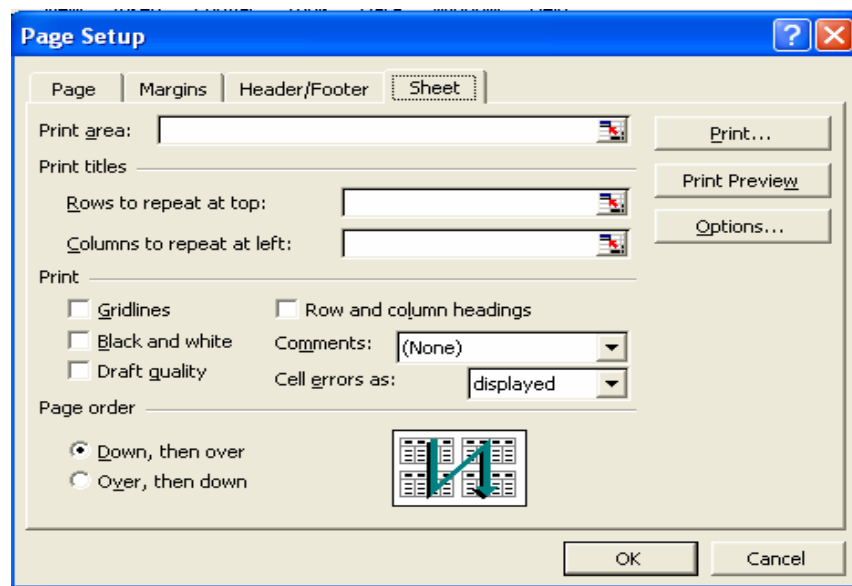 Page Setup
Page Margins Header/Footer Sheet
Print area:
Print...
Print titles
Print Preview
Rows to repeat at top:
Options...
Columns to repeat at left:
Print
Gridlines
Row and column headings
Black and white
Comments: (None)
Draft quality
Cell errors as: displayed
Page order
Down, then over
Over, then down
OK Cancel